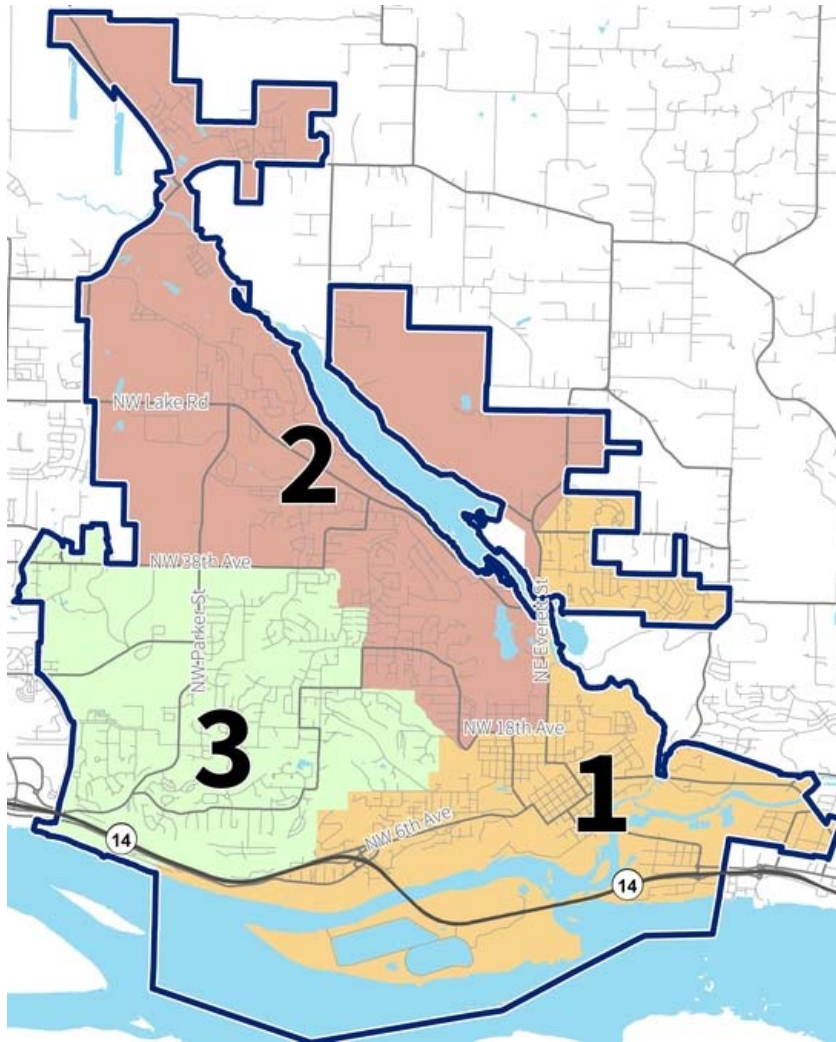 NW Lake Rd
2
NW 38th Ave
NW Parker St
NE Everett St
3
NW 18th Ave
1
NW 6th Ave
14
14